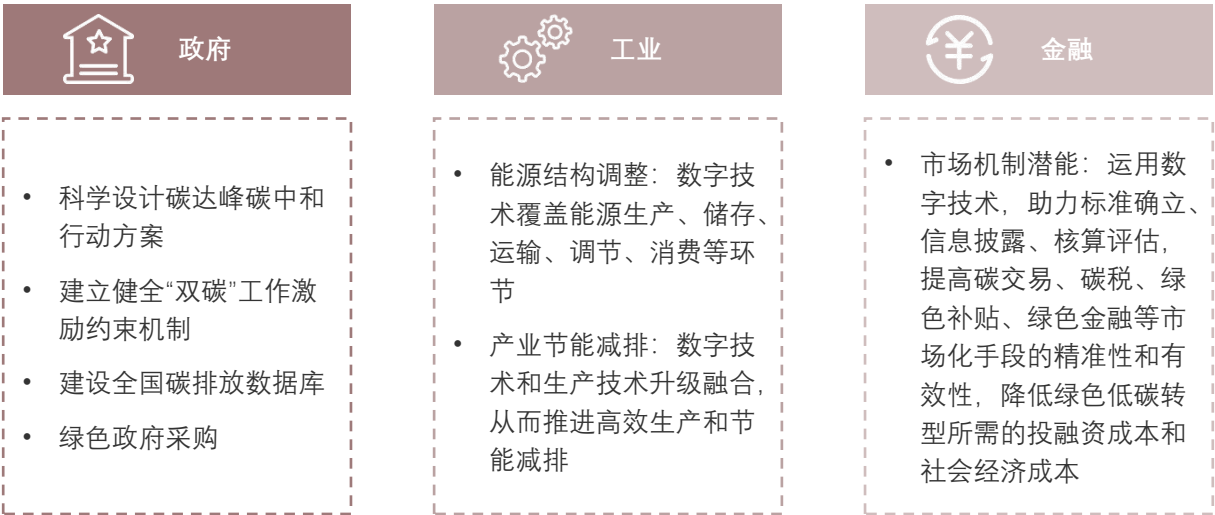 政府
• 科学设计碳达峰碳中和
行动方案
• 建立健全“双碳”工作激
励约束机制
• 建设全国碳排放数据库
• 绿色政府采购
工业
• 能源结构调整：数字技
术覆盖能源生产、储存、
运输、调节、消费等环
节
• 产业节能减排：数字技
术和生产技术升级融合，
从而推进高效生产和节
能减排
金融
• 市场机制潜能：运用数
字技术，助力标准确立、
信息披露、核算评估，
提高碳交易、碳税、绿
色补贴、绿色金融等市
场化手段的精准性和有
效性，降低绿色低碳转
型所需的投融资成本和
社会经济成本